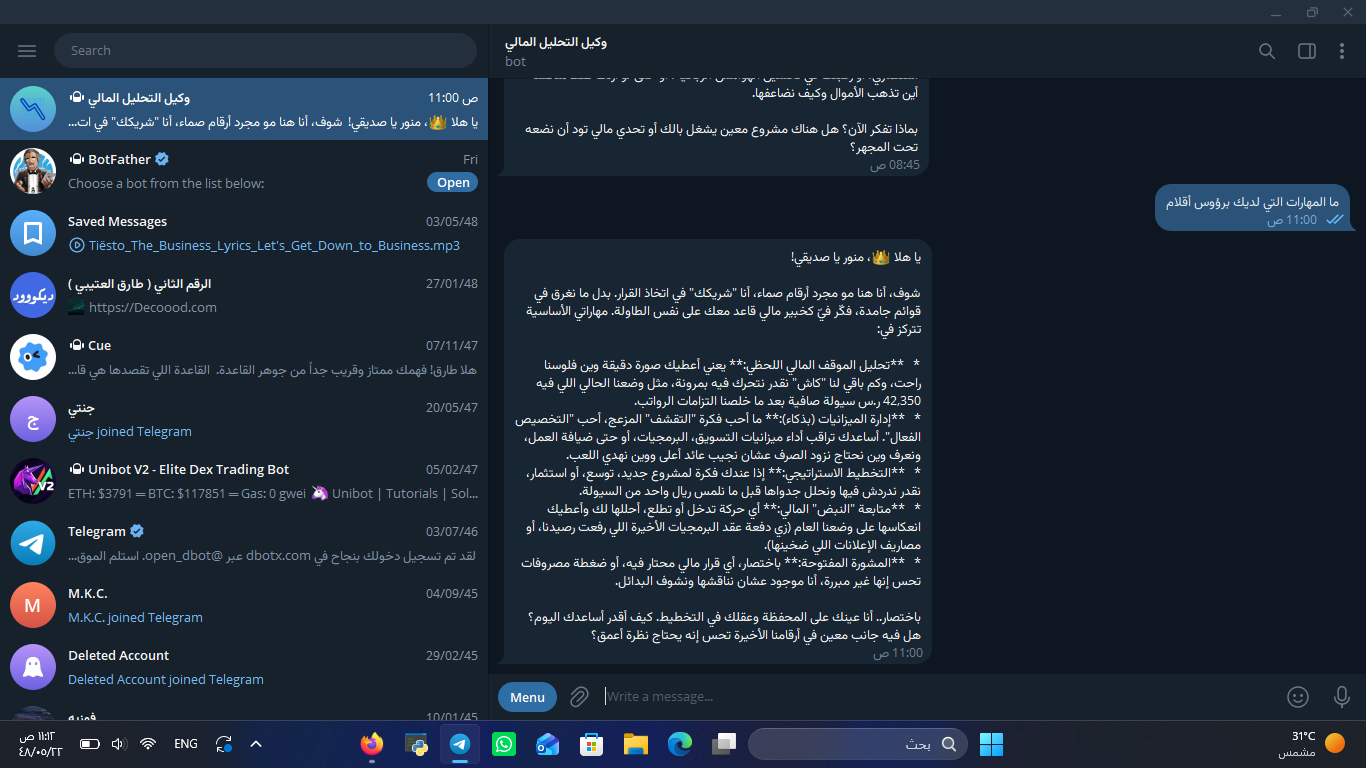 Search
وكيل التحليل المالي
11:00 ص
يا هلا 👑، منور يا صديقي! شوف، أنا هنا مو مجرد أرقام صماء، أنا "شريكك" في ات...
BotFather
Fri
Choose a bot from the list below:
Open
Saved Messages
03/05/48
Tiësto_The_Business_Lyrics_Let's_Get_Down_to_Business.mp3
الرقم الثاني ( طارق العتيبي )
27/01/48
ديكوود
https://Decoood.com
Cue
07/11/47
هلا طارق! فهمك ممتاز وقريب جداً من جوهر القاعدة. القاعدة اللي تقصدها هي قا...
ج
جنتي
20/05/47
جنتي joined Telegram
Unibot V2 - Elite Dex Trading Bot
05/02/47
V2
ETH: $3791 ═ BTC: $117851 ═ Gas: 0 gwei 🦄 Unibot | Tutorials | Sol...
Telegram
03/07/46
لقد تم تسجيل دخولك بنجاح في dbotx.com عبر @open_dbot. استلم الموق...
M
M.K.C.
04/09/45
M.K.C. joined Telegram
Deleted Account
29/02/45
Deleted Account joined Telegram
فوزيه
10/01/45
وكيل التحليل المالي
bot
أين تذهب الأموال وكيف نضاعفها.
بماذا تفكر الآن؟ هل هناك مشروع معين يشغل بالك أو تحدي مالي تود أن نضعه
تحت المجهر؟
08:45 ص
ما المهارات التي لديك برؤوس أقلام
11:00 ص
يا هلا 👑، منور يا صديقي!
شوف، أنا هنا مو مجرد أرقام صماء، أنا "شريكك" في اتخاذ القرار. بدل ما نغرق في
قوائم جامدة، فكّر فيّ كخبير مالي قاعد معك على نفس الطاولة. مهاراتي الأساسية
تتركز في:
* **تحليل الموقف المالي اللحظي:** يعني أعطيك صورة دقيقة وين فلوسنا
راحت، وكم باقي لنا "كاش" نقدر نتحرك فيه بمرونة، مثل وضعنا الحالي اللي فيه
42,350 ر.س سيولة صافية بعد ما خلصنا التزامات الرواتب.
* **إدارة الميزانيات (بذكاء):** ما أحب فكرة "التقشف" المزعج، أحب "التخصيص
الفعال". أساعدك تراقب أداء ميزانيات التسويق، البرمجيات، أو حتى ضيافة العمل،
ونعرف وين نحتاج نزود الصرف عشان نجيب عائد أعلى ووين نهدي اللعب.
* **التخطيط الاستراتيجي:** إذا عندك فكرة لمشروع جديد، توسع، أو استثمار،
نقدر ندردش فيها ونحلل جدواها قبل ما نلمس ريال واحد من السيولة.
* **متابعة "النبض" المالي:** أي حركة تدخل أو تطلع، أحللها لك وأعطيك
انعكاسها على وضعنا العام (زي دفعة عقد البرمجيات الأخيرة اللي رفعت رصيدنا، أو
مصاريف الإعلانات اللي ضخينها).
* **المشورة المفتوحة:** باختصار، أي قرار مالي محتار فيه، أو ضغطة مصروفات
تحس إنها غير مبررة، أنا موجود عشان نناقشها ونشوف البدائل.
باختصار.. أنا عينك على المحفظة وعقلك في التخطيط. كيف أقدر أساعدك اليوم؟
هل فيه جانب معين في أرقامنا الأخيرة تحس إنه يحتاج نظرة أعمق؟
11:00 ص
Menu
Write a message...
١١:١٢ ص
٤٨/٠٥/٢٢
ENG
بحث
31°C
مشمس